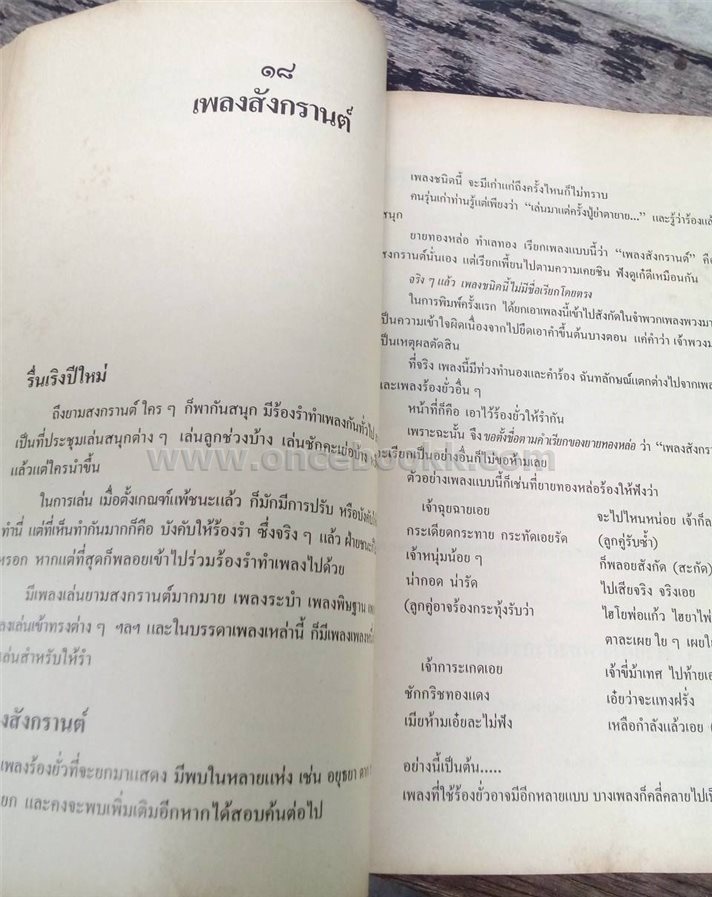 ๑๘
เพลงสังกรานต์
รื่นเริงปีใหม่
ถึงยามสงกรานต์ ใคร ๆ ก็พากันสนุก มีร้องรำทำเพลงกันทั่วไป
เป็นที่ประชุมเล่นสนุกต่าง ๆ เล่นลูกช่วงบ้าง เล่นชักคะเย่อบ้าง
แล้วแต่ใครนำขึ้น
ในการเล่น เมื่อตั้งเกณฑ์แพ้ชนะแล้ว ก็มักมีการปรับ หรือบังคับให้
ทำนี่ แต่ที่เห็นทำกันมากก็คือ บังคับให้ร้องรำ ซึ่งจริง ๆ แล้ว ฝ่ายชนะก็
หรอก หากแต่ที่สุดก็พลอยเข้าไปร่วมร้องรำทำเพลงไปด้วย
มีเพลงเล่นยามสงกรานต์มากมาย เพลงระบำ เพลงพิษฐาน
งเล่นเข้าทรงต่าง ๆ ฯลฯ และในบรรดาเพลงเหล่านี้ ก็มีเพลง
เล่นสำหรับให้รำ
งสังกรานต์
เพลงร้องยั่วที่จะยกมาแสดง มีพบในหลายแห่ง เช่น อยุธยา
ยก และคงจะพบเพิ่มเติมอีกหากได้สอบค้นต่อไป
เพลงชนิดนี้ จะมีเก่าแก่ถึงครั้งไหนก็ไม่ทราบ
คนรุ่นเก่าท่านรู้แต่เพียงว่า “เล่นมาแต่ครั้งปู่ย่าตายาย...” และรู้ว่าร้องแล้
สนุก
ยายทองหล่อ ทำเลทอง เรียกเพลงแบบนี้ว่า “เพลงสังกรานต์” คือ
สงกรานต์นั่นเอง แต่เรียกเพี้ยนไปตามความเคยชิน ฟังดูเก๋ดีเหมือนกัน
จริง ๆ แล้ว เพลงชนิดนี้ไม่มีชื่อเรียกโดยตรง
ในการพิมพ์ครั้งแรก ได้ยกเอาเพลงนี้เข้าไปสังกัดในจำพวกเพลงพวงมา
เป็นความเข้าใจผิดเนื่องจากไปยึดเอาคำขึ้นต้นบางตอน แค่คำว่า เจ้าพวงม
เป็นเหตุผลตัดสิน
ที่จริง เพลงนี้มีท่วงทำนองและคำร้อง ฉันทลักษณ์แตกต่างไปจากเพล
และเพลงร้องยั่วอื่น ๆ
หน้าที่ก็คือ เอาไว้ร้องยั่วให้รำกัน
เพราะฉะนั้น จึงขอตั้งชื่อตามคำเรียกของยายทองหล่อ ว่า “เพลงสังกรา
จะเรียกเป็นอย่างอื่นก็ไม่ขอห้ามเลย
www.oncebookk.com
ตัวอย่างเพลงแบบนี้ก็เช่นที่ยายทองหล่อร้องให้ฟังว่า
เจ้าฉุยฉายเอย จะไปไหนหน่อย เจ้าก็ล
กระเดียดกระทาย กระทัดเอยรัด (ลูกคู่รับซ้ำ)
เจ้าหนุ่มน้อย ๆ ก็พลอยสังกัด (สะกัด)
น่ากอด น่ารัด ไปเสียจริง จริงเอย
(ลูกคู่อาจร้องกระทุ้งรับว่า ไฮโยพ่อแก้ว ไฮยาไพ่
ตาละเผย ใย ๆ เผยใ
เจ้าการะเกดเอย เจ้าขี่ม้าเทศ ไปท้ายเอ
ชักกริชทองแดง เอ๋ยว่าจะแทงฝรั่ง
เมียห้ามเอ๋ยละไม่ฟัง เหลือกำลังแล้วเอย
อย่างนี้เป็นต้น.....
เพลงที่ใช้ร้องยั่วอาจมีอีกหลายแบบ บางเพลงก็คลี่คลายไปเป็